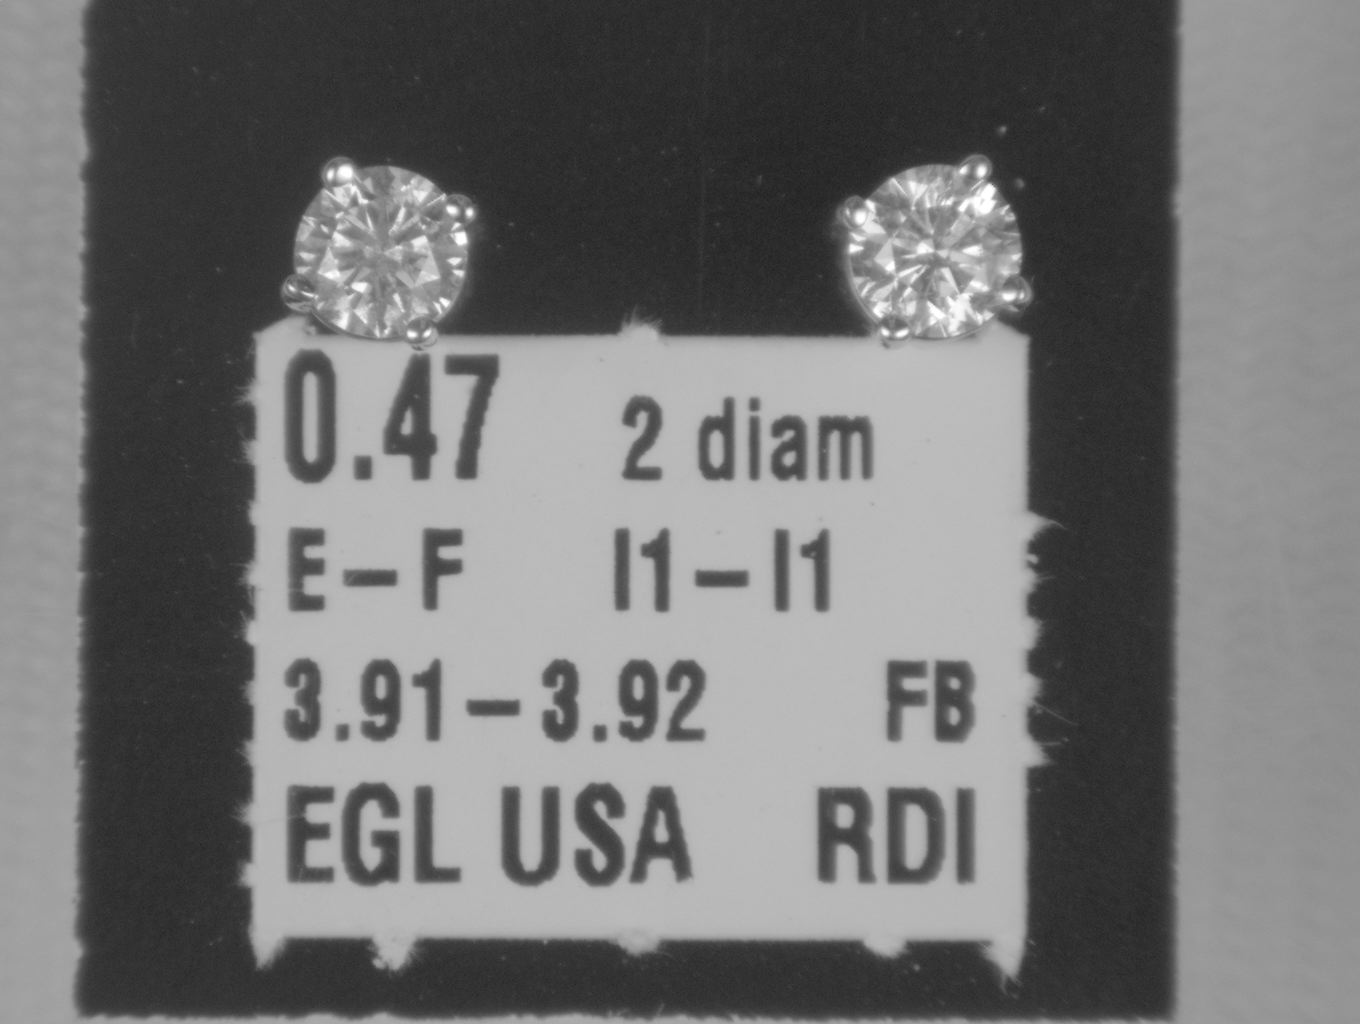 0.47 2 diam
E-F I1-I1
3.91-3.92 FB
EGL USA RDI